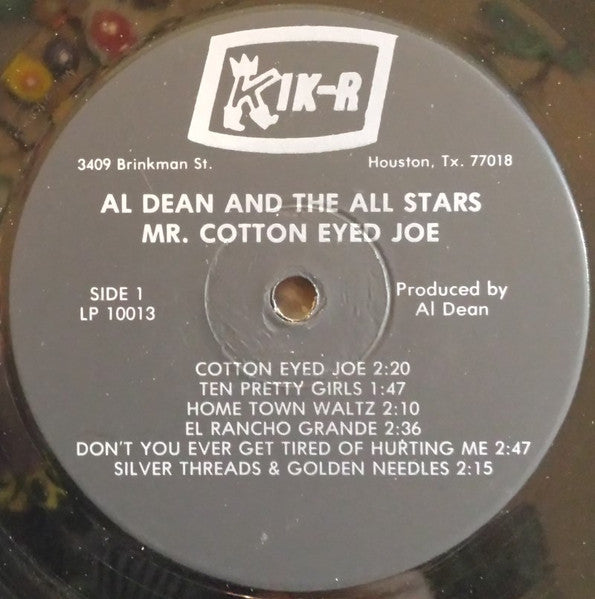 KIK-R
3409 Brinkman St. Houston, Tx. 77018
AL DEAN AND THE ALL STARS
MR. COTTON EYED JOE
SIDE 1
LP 10013
Produced by
Al Dean
COTTON EYED JOE 2:20
TEN PRETTY GIRLS 1:47
HOME TOWN WALTZ 2:10
EL RANCHO GRANDE 2:36
DON'T YOU EVER GET TIRED OF HURTING ME 2:47
SILVER THREADS & GOLDEN NEEDLES 2:15